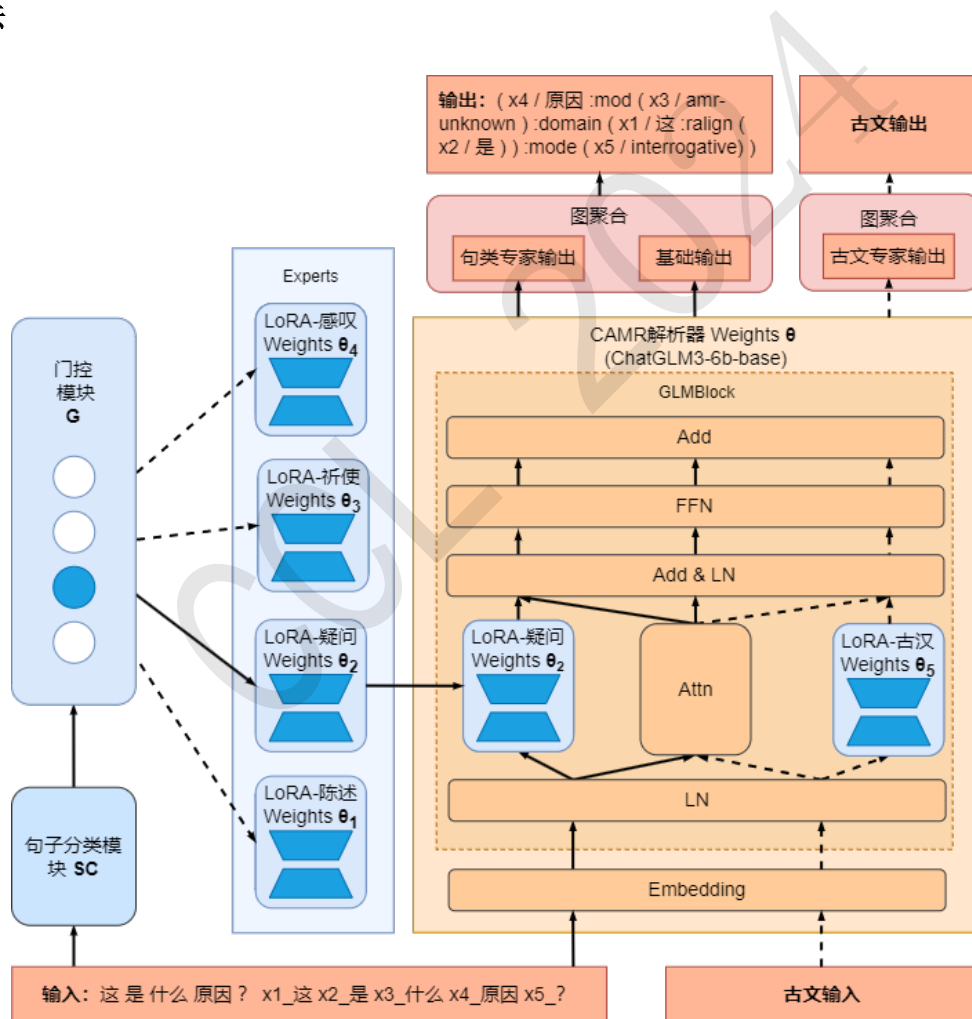 输出：( x4 / 原因 :mod ( x3 / amr-
unknown ) :domain ( x1 / 这 :ralign (
x2 / 是 ) ) :mode ( x5 / interrogative) )
古文输出
图聚合
句类专家输出
基础输出
图聚合
古文专家输出
Experts
LoRA-感叹
Weights θ4
LoRA-祈使
Weights θ3
LoRA-疑问
Weights θ2
LoRA-陈述
Weights θ1
门控
模块
G
句子分类模
块 SC
CAMR解析器 Weights θ
(ChatGLM3-6b-base)
GLMBlock
Add
FFN
Add & LN
LoRA-疑问
Weights θ2
Attn
LoRA-古汉
Weights θ5
LN
Embedding
输入：这 是 什么 原因 ？ x1_这 x2_是 x3_什么 x4_原因 x5_？
古文输入
CCL 2024